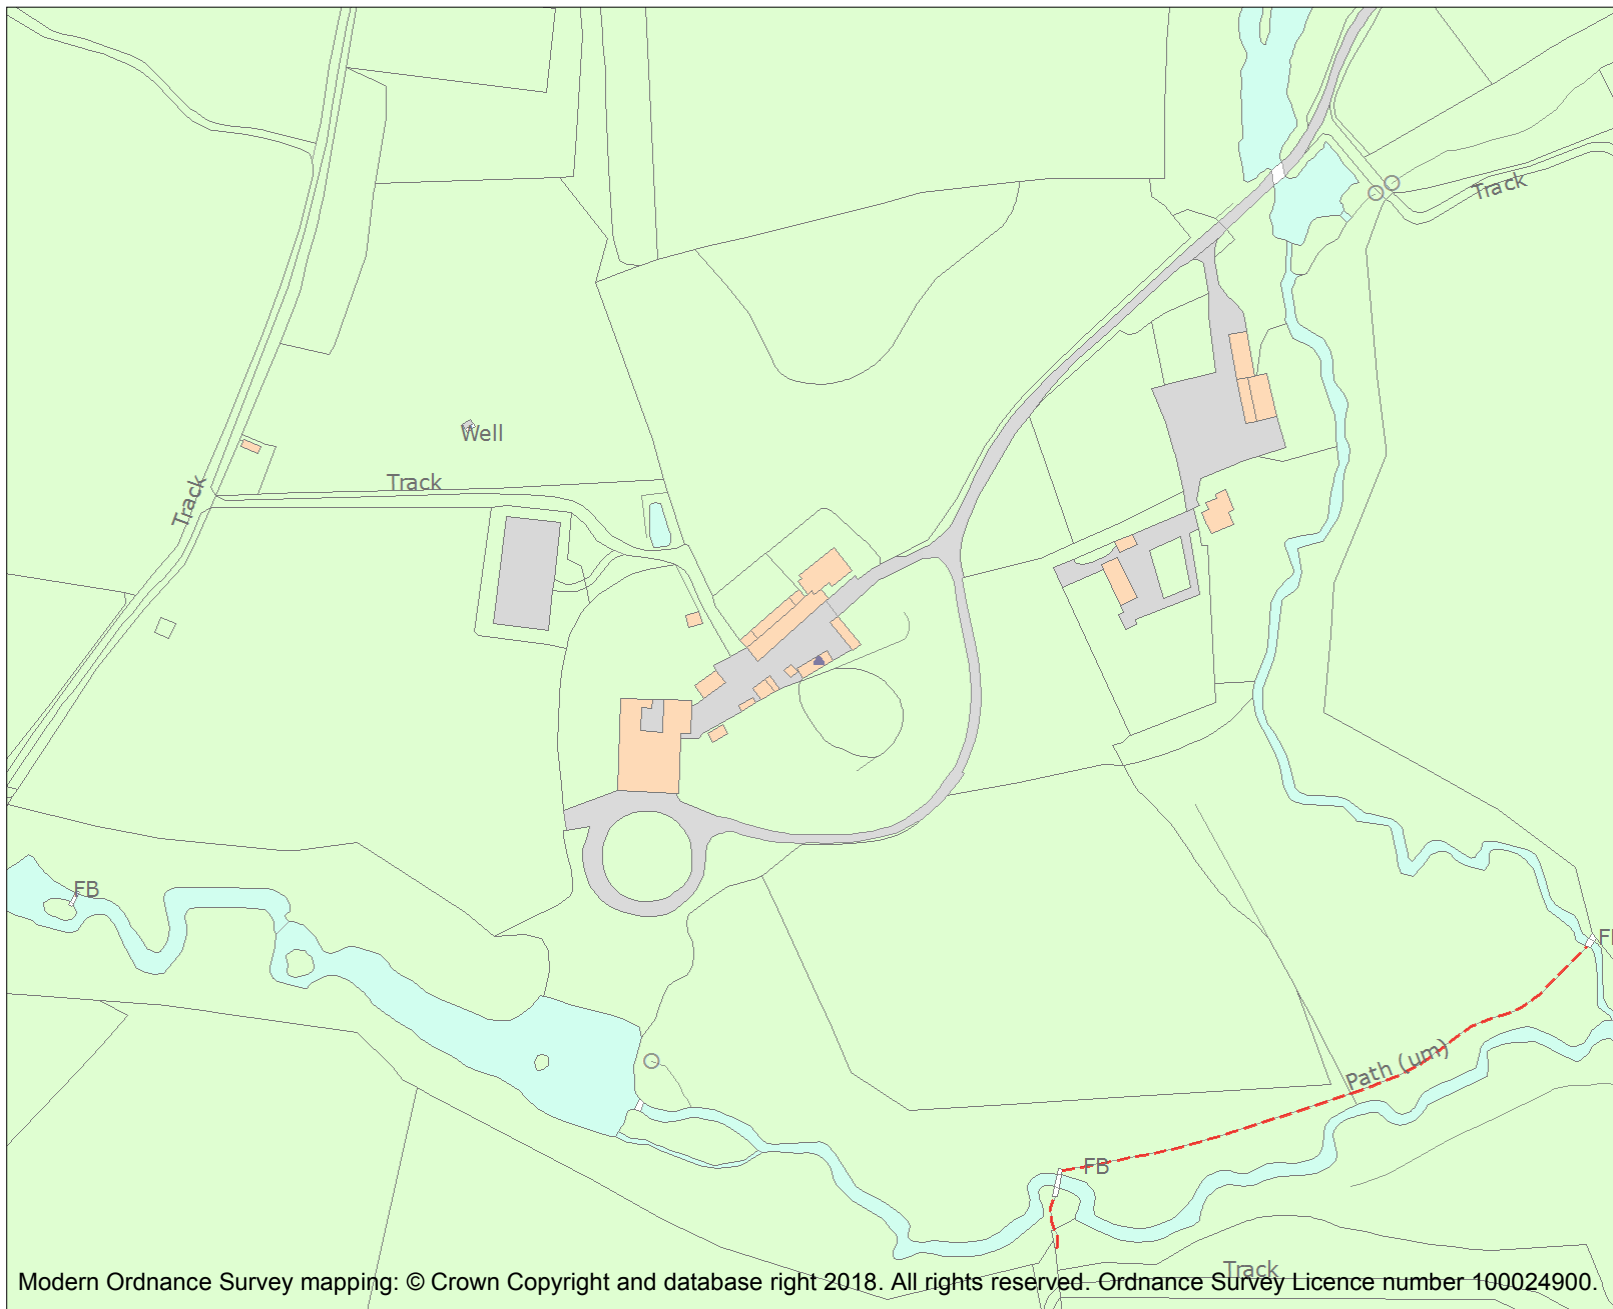 Track
Well
Track
Track
FB
FB
Path (um)
FB
Track
Modern Ordnance Survey mapping: © Crown Copyright and database right 2018. All rights reserved. Ordnance Survey Licence number 100024900.